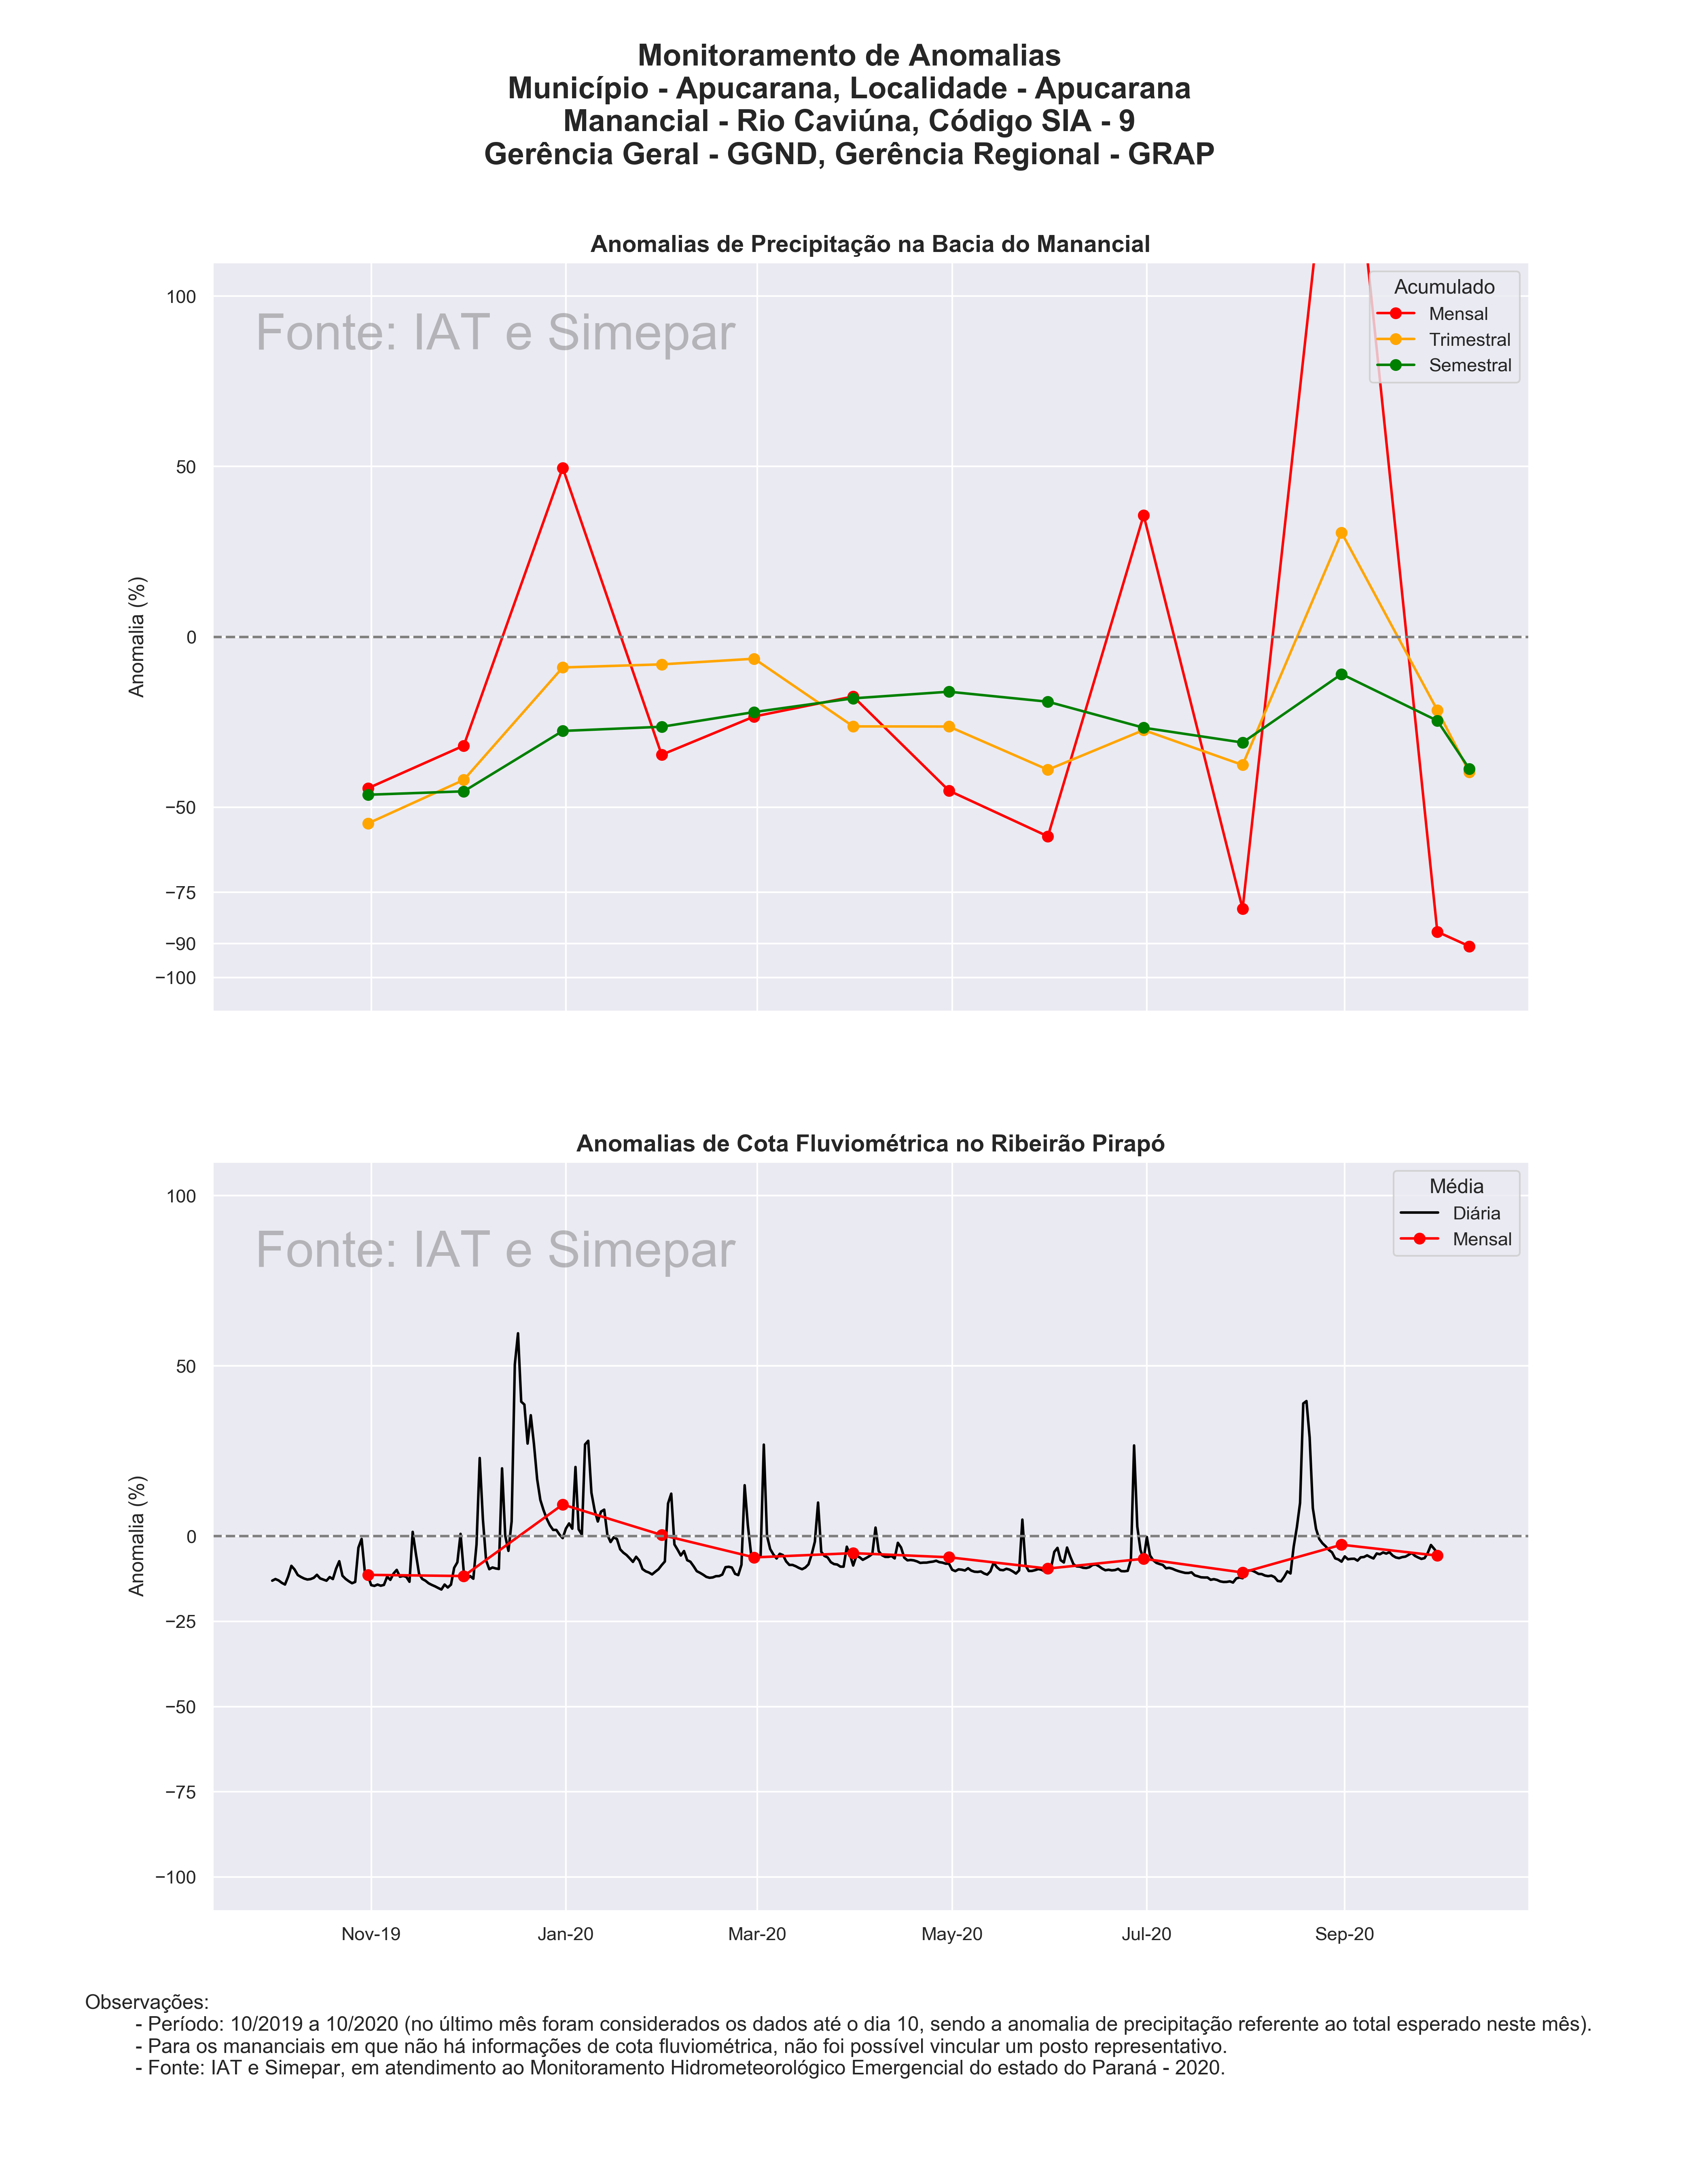 Monitoramento de Anomalias
Município - Apucarana, Localidade - Apucarana
Manancial - Rio Caviúna, Código SIA - 9
Gerência Geral - GGND, Gerência Regional - GRAP
Anomalias de Precipitação na Bacia do Manancial
Fonte: IAT e Simepar
Acumulado
Mensal
Trimestral
Semestral
Anomalia (%)
100
50
0
−50
−75
−90
−100
Anomalias de Cota Fluviométrica no Ribeirão Pirapó
Fonte: IAT e Simepar
Média
Diária
Mensal
Anomalia (%)
100
50
0
−25
−50
−75
−100
Nov-19 Jan-20 Mar-20 May-20 Jul-20 Sep-20
Observações:
- Período: 10/2019 a 10/2020 (no último mês foram considerados os dados até o dia 10, sendo a anomalia de precipitação referente ao total esperado neste mês).
- Para os mananciais em que não há informações de cota fluviométrica, não foi possível vincular um posto representativo.
- Fonte: IAT e Simepar, em atendimento ao Monitoramento Hidrometeorológico Emergencial do estado do Paraná - 2020.